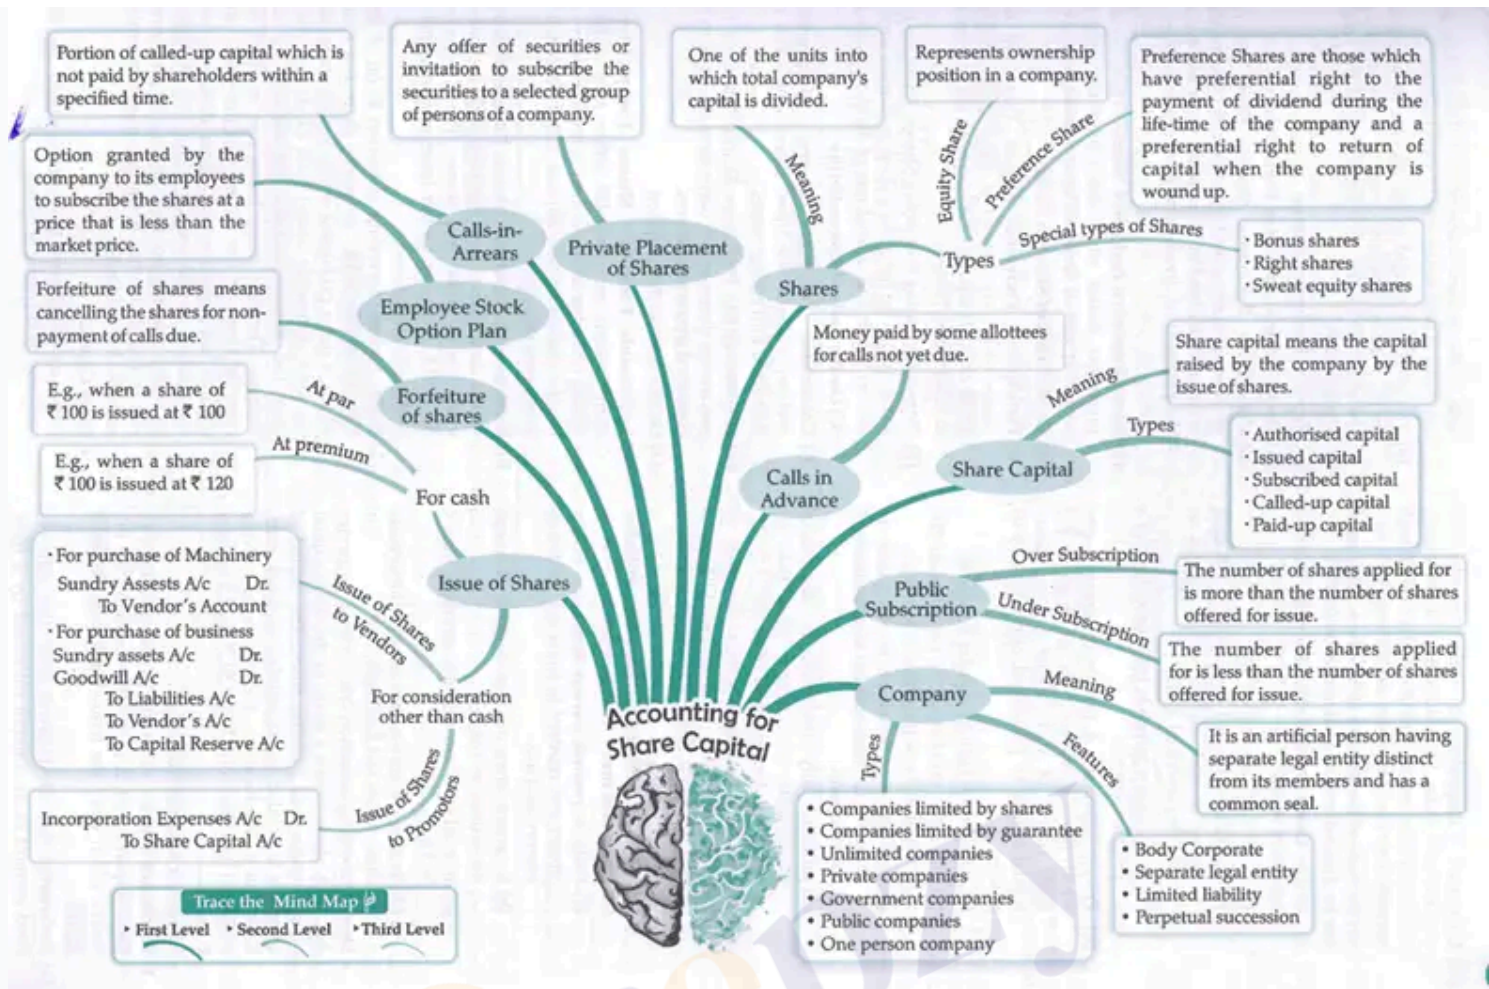 Portion of called-up capital which is
not paid by shareholders within a
specified time.
Any offer of securities or
invitation to subscribe the
securities to a selected group
of persons of a company.
One of the units into
which total company's
capital is divided.
Represents ownership
position in a company.
Preference Shares are those which
have preferential right to the
payment of dividend during the
life-time of the company and a
preferential right to return of
capital when the company is
wound up.
Option granted by the
company to its employees
to subscribe the shares at a
price that is less than the
market price.
Calls-in-
Arrears
Private Placement
of Shares
Meaning
Shares
Equity Share
Preference Share
Types
Special types of Shares
· Bonus shares
· Right shares
· Sweat equity shares
Forfeiture of shares means
cancelling the shares for non-
payment of calls due.
Employee Stock
Option Plan
Money paid by some allottees
for calls not yet due.
Share capital means the capital
raised by the company by the
issue of shares.
E.g., when a share of
₹ 100 is issued at ₹ 100
At par
Forfeiture
of shares
Meaning
Types
Share Capital
· Authorised capital
· Issued capital
· Subscribed capital
· Called-up capital
· Paid-up capital
E.g., when a share of
₹ 100 is issued at ₹ 120
At premium
For cash
Calls in
Advance
· For purchase of Machinery
Sundry Assests A/c Dr.
To Vendor's Account
· For purchase of business
Sundry assets A/c Dr.
Goodwill A/c Dr.
To Liabilities A/c
To Vendor's A/c
To Capital Reserve A/c
Issue of Shares
to Vendors
Issue of Shares
For consideration
other than cash
Public
Subscription
Over Subscription
The number of shares applied for
is more than the number of shares
offered for issue.
Under Subscription
The number of shares applied
for is less than the number of shares
offered for issue.
Company
Meaning
It is an artificial person having
separate legal entity distinct
from its members and has a
common seal.
Types
Features
Accounting for
Share Capital
Incorporation Expenses A/c Dr.
To Share Capital A/c
Issue of Shares
to Promotors
• Companies limited by shares
• Companies limited by guarantee
• Unlimited companies
• Private companies
• Government companies
• Public companies
• One person company
• Body Corporate
• Separate legal entity
• Limited liability
• Perpetual succession
Trace the Mind Map
First Level Second Level Third Level